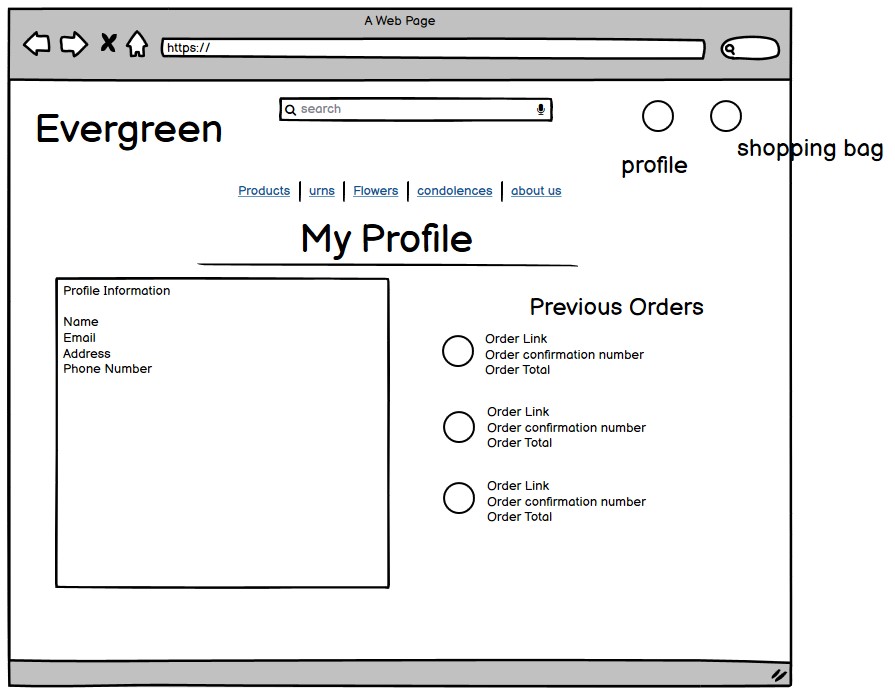 A Web Page
https://
search
Evergreen
profile
shopping bag
Products urns Flowers condolences about us
My Profile
Profile Information
Name
Email
Address
Phone Number
Previous Orders
Order Link
Order confirmation number
Order Total
Order Link
Order confirmation number
Order Total
Order Link
Order confirmation number
Order Total